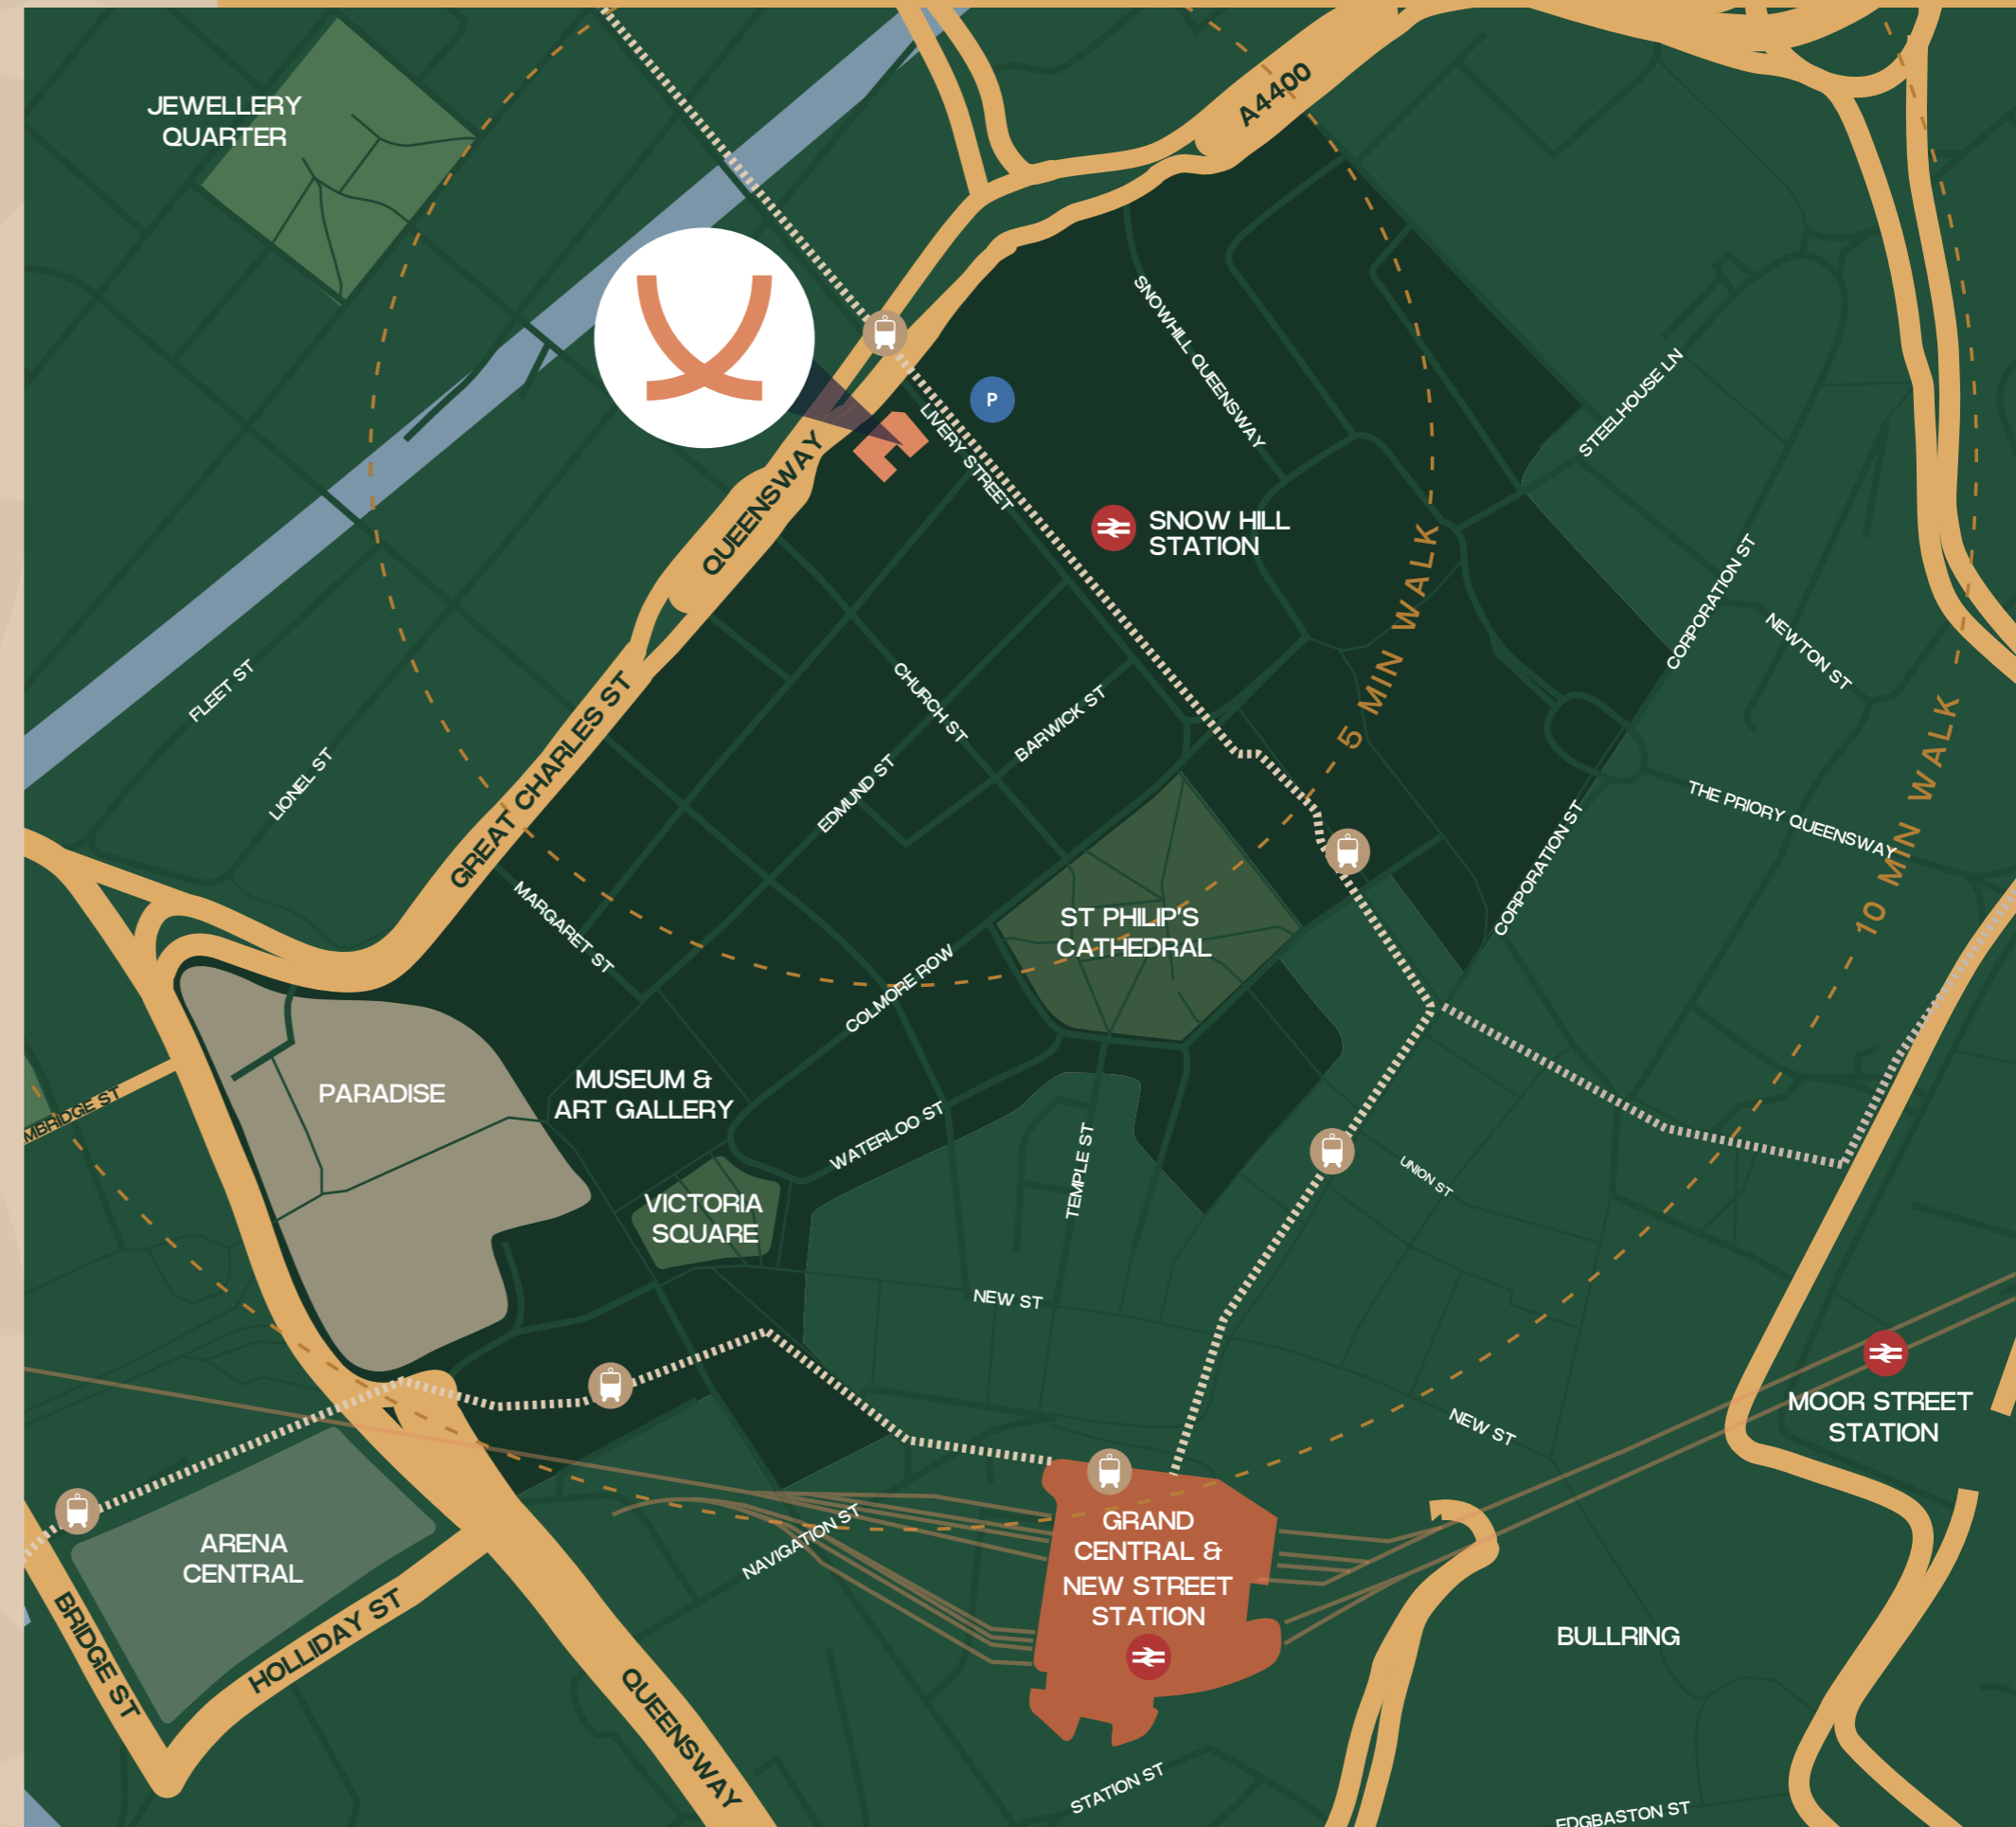 JEWELLERY
QUARTER
A4400
P
SNOWHILL QUEENSWAY
STEELHOUSE LN
LIVERY STREET
QUEENSWAY
SNOW HILL
STATION
5 MIN WALK
CORPORATION ST
NEWTON ST
FLEET ST
LIONEL ST
GREAT CHARLES ST
CHURCH ST
BARWICK ST
EDMUND ST
THE PRIORY QUEENSWAY
10 MIN WALK
CORPORATION ST
MARGARET ST
ST PHILIP'S
CATHEDRAL
COLMORE ROW
PARADISE
MUSEUM &
ART GALLERY
MBRIDGE ST
WATERLOO ST
TEMPLE ST
UNION ST
VICTORIA
SQUARE
NEW ST
MOOR STREET
STATION
NEW ST
ARENA
CENTRAL
NAVIGATION ST
GRAND
CENTRAL &
NEW STREET
STATION
BRIDGE ST
HOLLIDAY ST
BULLRING
QUEENSWAY
STATION ST
EDGBASTON ST